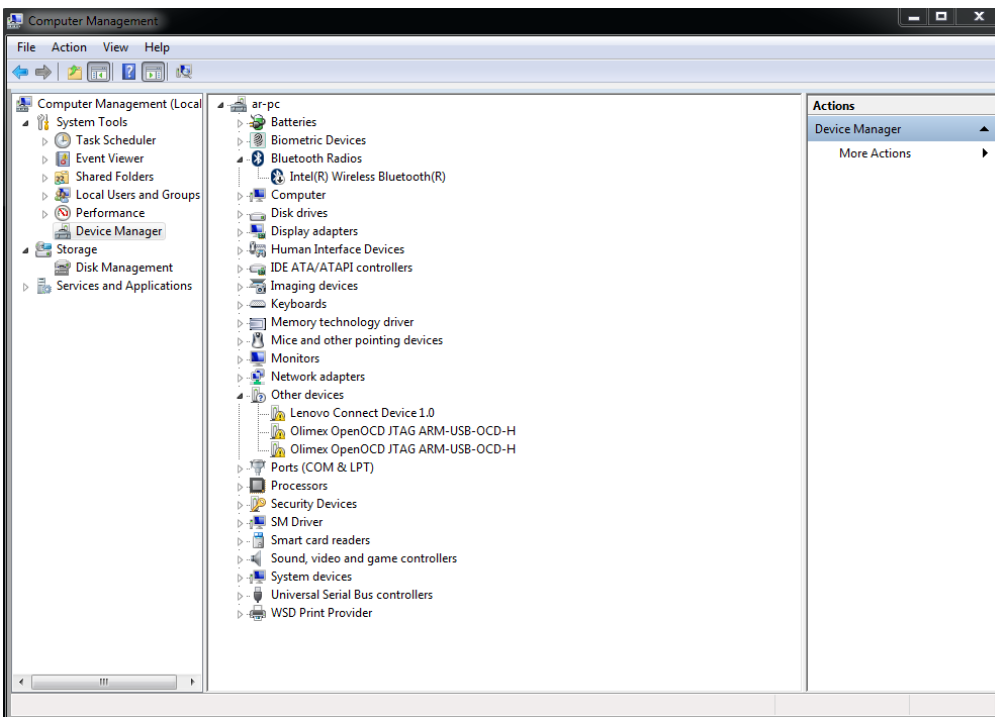 Computer Management
File Action View Help
Computer Management (Local
System Tools
Task Scheduler
Event Viewer
Shared Folders
Local Users and Groups
Performance
Device Manager
Storage
Disk Management
Services and Applications
ar-pc
Batteries
Biometric Devices
Bluetooth Radios
Intel(R) Wireless Bluetooth(R)
Computer
Disk drives
Display adapters
Human Interface Devices
IDE ATA/ATAPI controllers
Imaging devices
Keyboards
Memory technology driver
Mice and other pointing devices
Monitors
Network adapters
Other devices
Lenovo Connect Device 1.0
Olimex OpenOCD JTAG ARM-USB-OCD-H
Olimex OpenOCD JTAG ARM-USB-OCD-H
Ports (COM & LPT)
Processors
Security Devices
SM Driver
Smart card readers
Sound, video and game controllers
System devices
Universal Serial Bus controllers
WSD Print Provider
Actions
Device Manager
More Actions